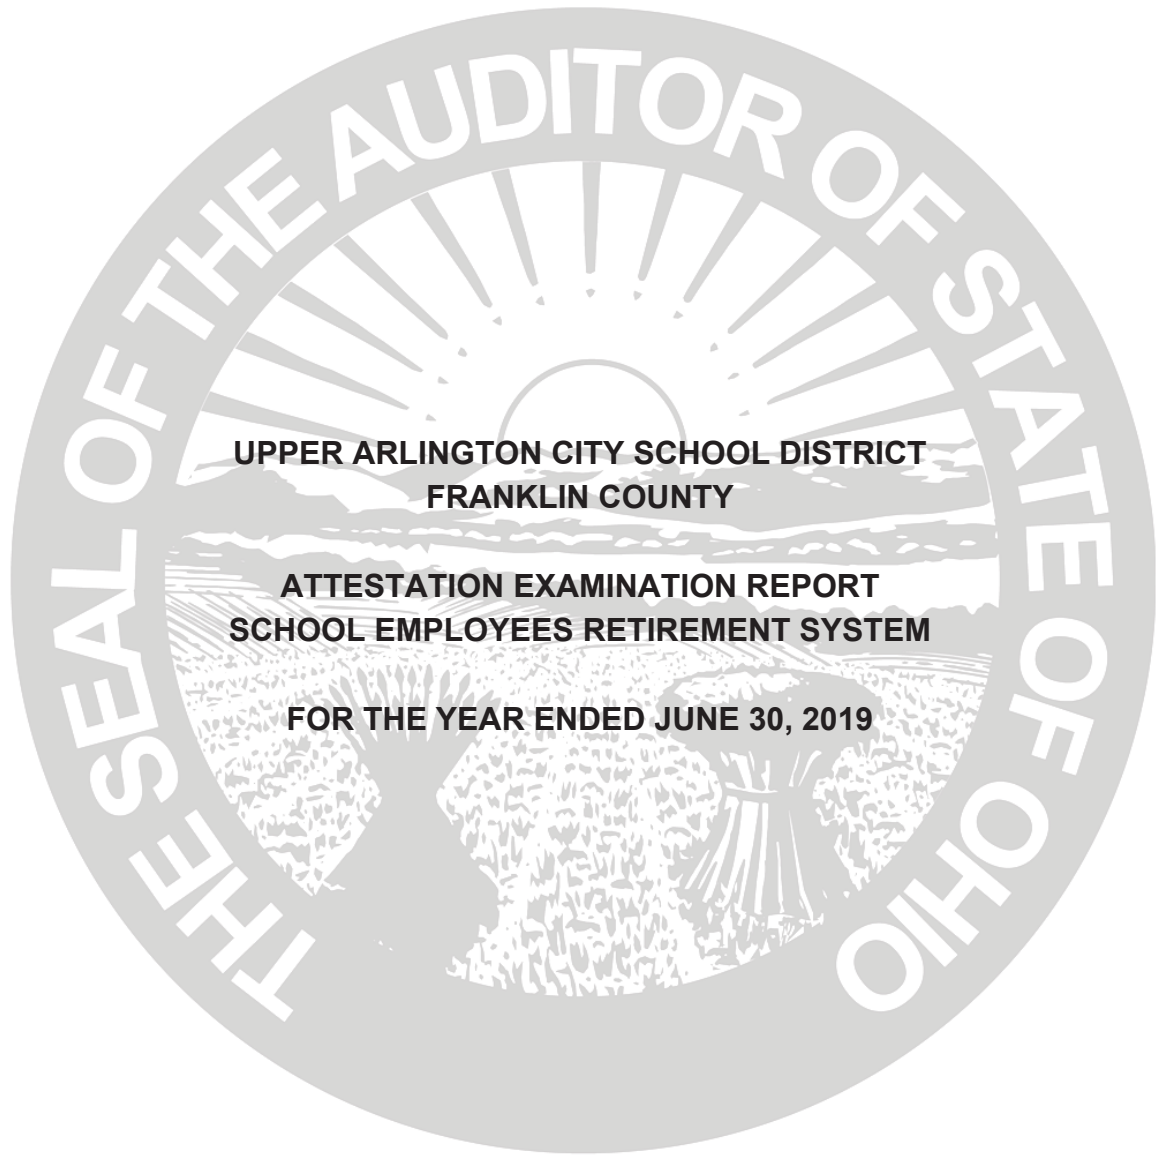 THE SEAL OF THE AUDITOR OF STATE OF OHIO
UPPER ARLINGTON CITY SCHOOL DISTRICT
FRANKLIN COUNTY
ATTESTATION EXAMINATION REPORT
SCHOOL EMPLOYEES RETIREMENT SYSTEM
FOR THE YEAR ENDED JUNE 30, 2019